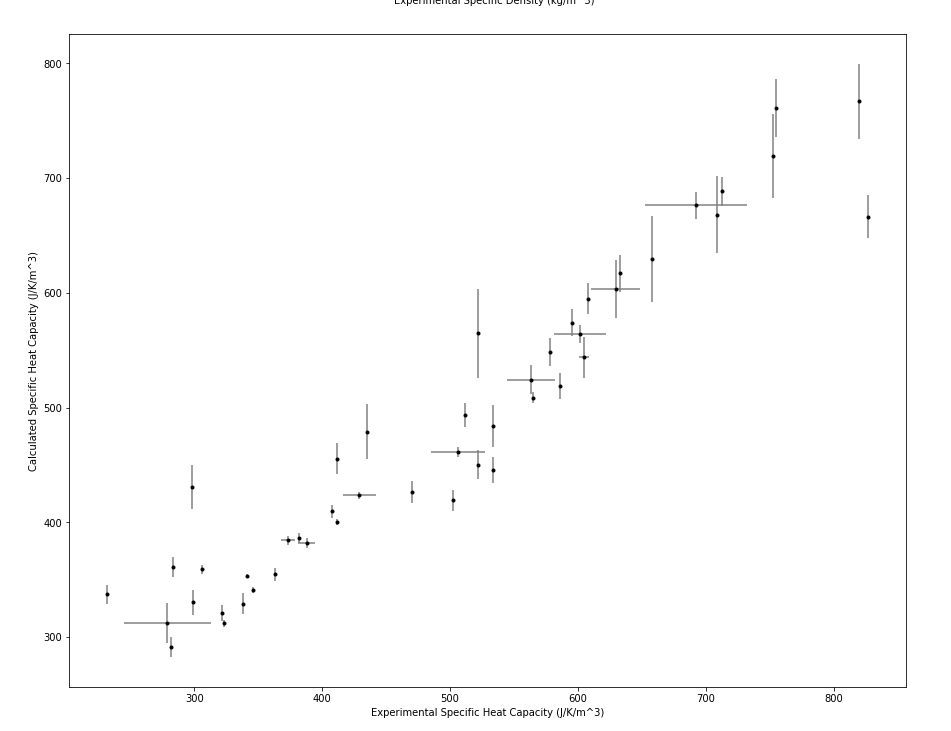 Experimental Specific Density (kg/m^3)
800
700
600
500
400
300
Calculated Specific Heat Capacity (J/K/m^3)
300 400 500 600 700 800
Experimental Specific Heat Capacity (J/K/m^3)